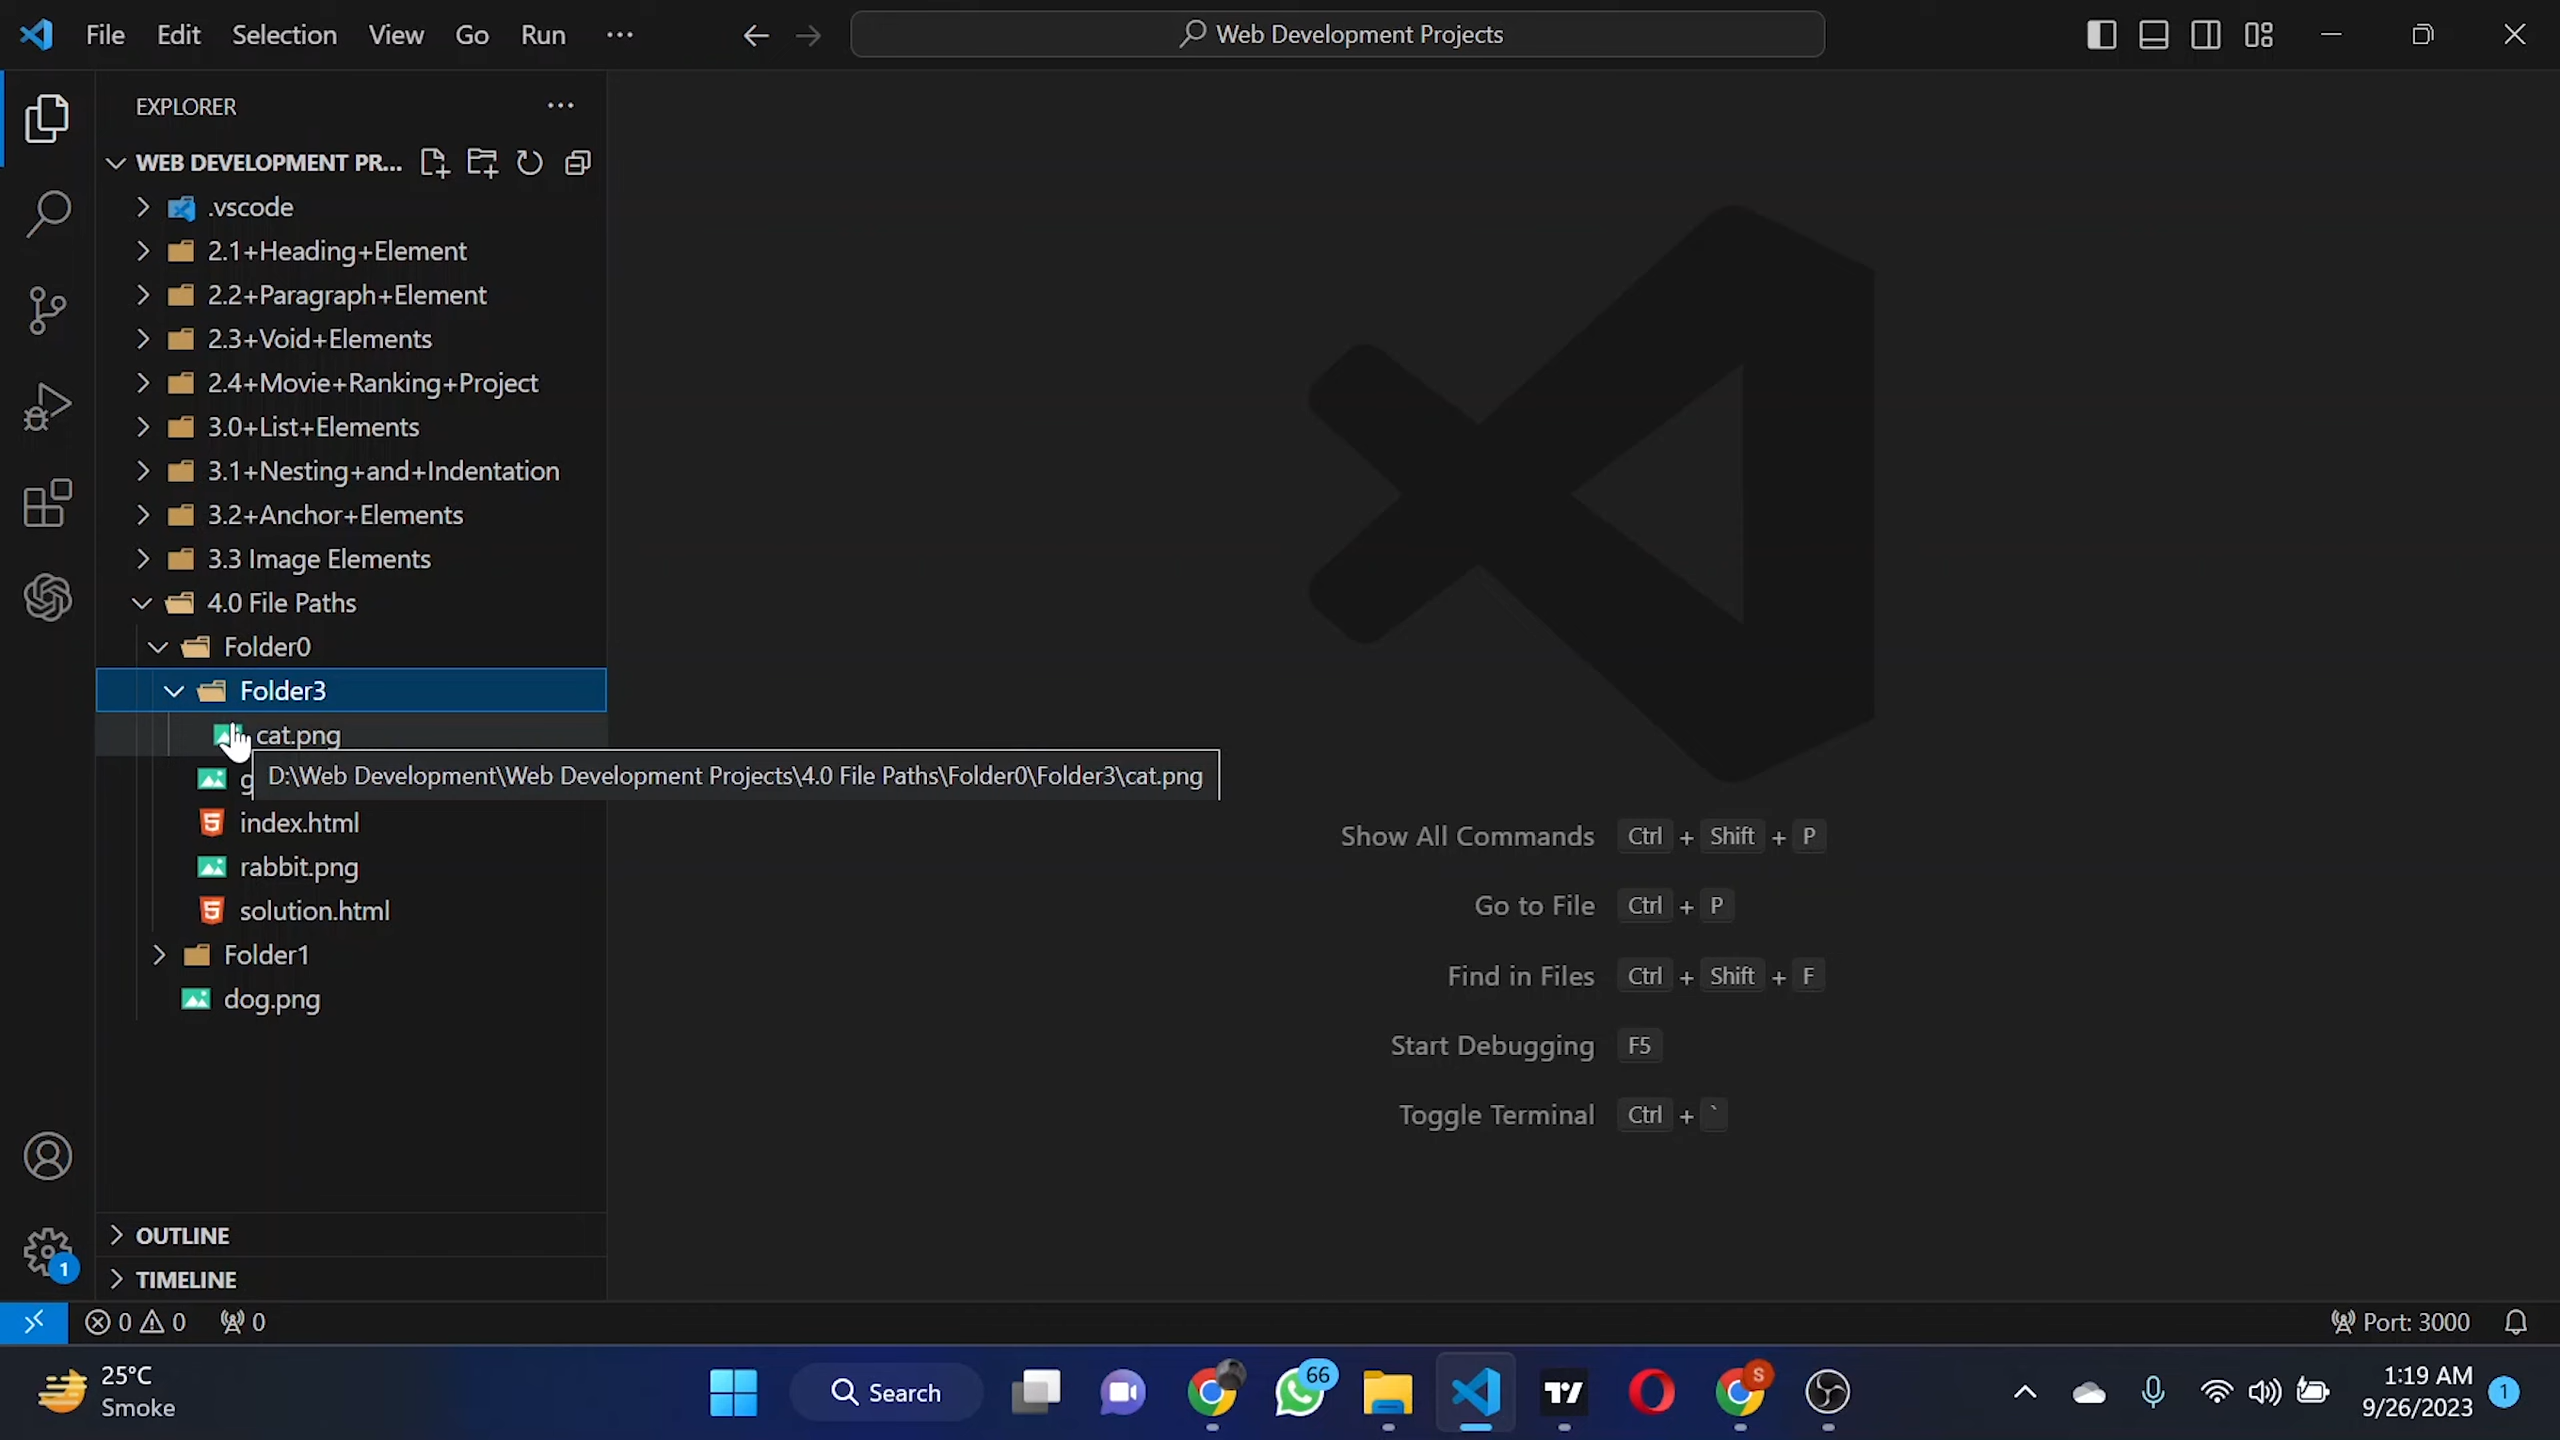 File Edit Selection View Go Run ··· Web Development Projects
EXPLORER
WEB DEVELOPMENT PR...
.vscode
2.1+Heading+Element
2.2+Paragraph+Element
2.3+Void+Elements
2.4+Movie+Ranking+Project
3.0+List+Elements
3.1+Nesting+and+Indentation
3.2+Anchor+Elements
3.3 Image Elements
4.0 File Paths
Folder0
Folder3
cat.png
D:\Web Development\Web Development Projects\4.0 File Paths\Folder0\Folder3\cat.png
index.html
rabbit.png
solution.html
Folder1
dog.png
Show All Commands Ctrl + Shift + P
Go to File Ctrl + P
Find in Files Ctrl + Shift + F
Start Debugging F5
Toggle Terminal Ctrl + `
OUTLINE
TIMELINE
1
0 0 0 Port: 3000
25°C
Smoke
Search
66
S
1:19 AM
9/26/2023
1